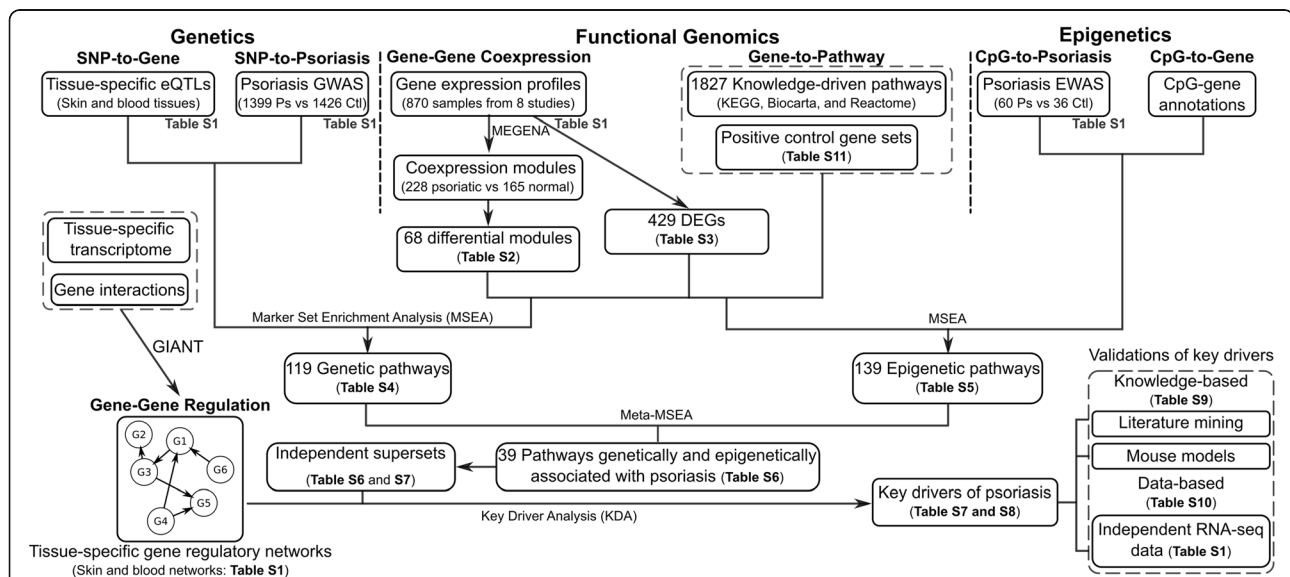 Genetics
Functional Genomics
Epigenetics
SNP-to-Gene
SNP-to-Psoriasis
Gene-Gene Coexpression
Gene-to-Pathway
CpG-to-Psoriasis
CpG-to-Gene
Tissue-specific eQTLs
(Skin and blood tissues)
Table S1
Psoriasis GWAS
(1399 Ps vs 1426 Ctl)
Table S1
Gene expression profiles
(870 samples from 8 studies)
Table S1
MEGENA
1827 Knowledge-driven pathways
(KEGG, Biocarta, and Reactome)
Positive control gene sets
(Table S11)
Psoriasis EWAS
(60 Ps vs 36 Ctl)
Table S1
CpG-gene
annotations
Coexpression modules
(228 psoriatic vs 165 normal)
68 differential modules
(Table S2)
429 DEGs
(Table S3)
Tissue-specific
transcriptome
Gene interactions
GIANT
Marker Set Enrichment Analysis (MSEA)
MSEA
119 Genetic pathways
(Table S4)
139 Epigenetic pathways
(Table S5)
Meta-MSEA
Gene-Gene Regulation
G2
G1
G3
G6
G5
G4
Tissue-specific gene regulatory networks
(Skin and blood networks: Table S1)
Independent supersets
(Table S6 and S7)
39 Pathways genetically and epigenetically
associated with psoriasis (Table S6)
Key Driver Analysis (KDA)
Key drivers of psoriasis
(Table S7 and S8)
Validations of key drivers
Knowledge-based
(Table S9)
Literature mining
Mouse models
Data-based
(Table S10)
Independent RNA-seq
data (Table S1)